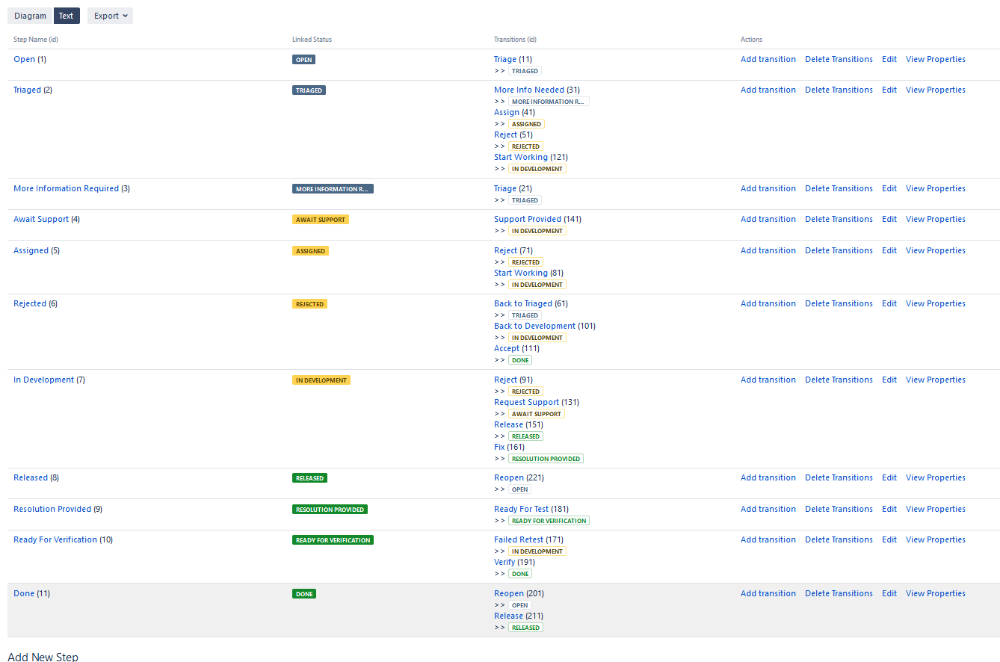 Diagram Text Export
Step Name (id) Linked Status Transitions (id) Actions
Open (1) OPEN Triage (11) Add transition Delete Transitions Edit View Properties
>> TRIAGED
Triaged (2) TRIAGED More Info Needed (31) Add transition Delete Transitions Edit View Properties
>> MORE INFORMATION R...
Assign (41)
>> ASSIGNED
Reject (51)
>> REJECTED
Start Working (121)
>> IN DEVELOPMENT
More Information Required (3) MORE INFORMATION R... Triage (21) Add transition Delete Transitions Edit View Properties
>> TRIAGED
Await Support (4) AWAIT SUPPORT Support Provided (141) Add transition Delete Transitions Edit View Properties
>> IN DEVELOPMENT
Assigned (5) ASSIGNED Reject (71) Add transition Delete Transitions Edit View Properties
>> REJECTED
Start Working (81)
>> IN DEVELOPMENT
Rejected (6) REJECTED Back to Triaged (61) Add transition Delete Transitions Edit View Properties
>> TRIAGED
Back to Development (101)
>> IN DEVELOPMENT
Accept (111)
>> DONE
In Development (7) IN DEVELOPMENT Reject (91) Add transition Delete Transitions Edit View Properties
>> REJECTED
Request Support (131)
>> AWAIT SUPPORT
Release (151)
>> RELEASED
Fix (161)
>> RESOLUTION PROVIDED
Released (8) RELEASED Reopen (221) Add transition Delete Transitions Edit View Properties
>> OPEN
Resolution Provided (9) RESOLUTION PROVIDED Ready For Test (181) Add transition Delete Transitions Edit View Properties
>> READY FOR VERIFICATION
Ready For Verification (10) READY FOR VERIFICATION Failed Retest (171) Add transition Delete Transitions Edit View Properties
>> IN DEVELOPMENT
Verify (191)
>> DONE
Done (11) DONE Reopen (201) Add transition Delete Transitions Edit View Properties
>> OPEN
Release (211)
>> RELEASED
Add New Step